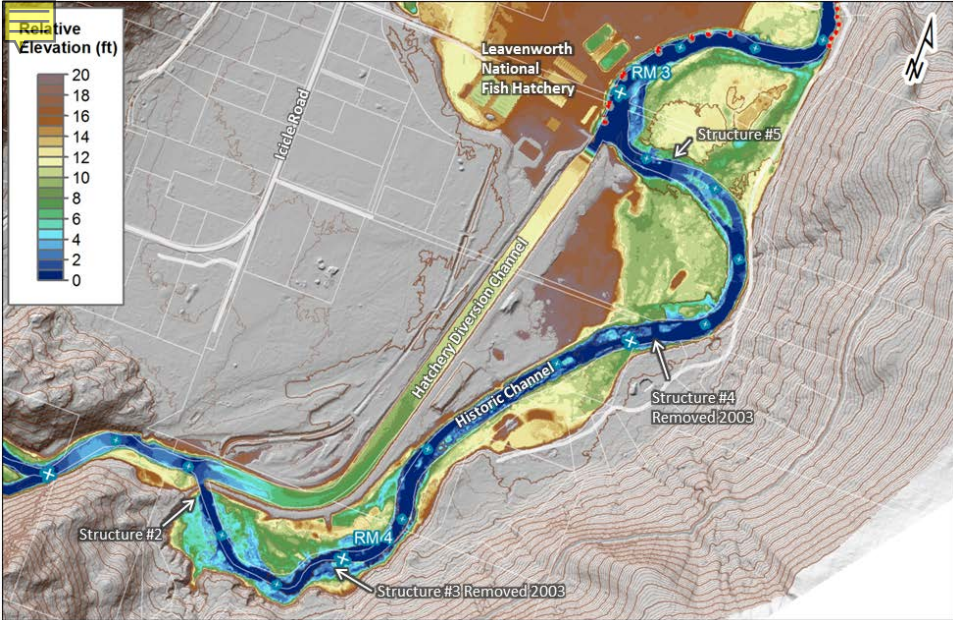 Relative
Elevation (ft)
20
18
16
14
12
10
8
6
4
2
0
Leavenworth
National
Fish Hatchery
RM 3
N
Icicle Road
Structure #5
Hatchery Diversion Channel
Historic Channel
Structure #4
Removed 2003
Structure #2
RM 4
Structure #3 Removed 2003